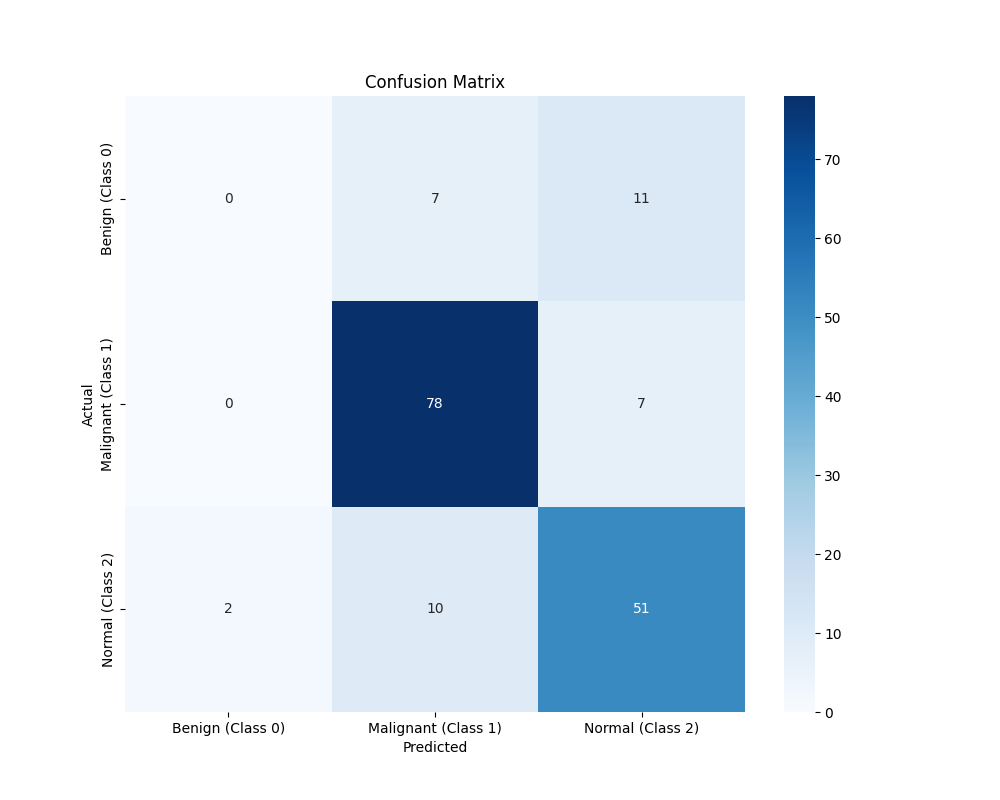 Confusion Matrix
Actual
Benign (Class 0)
0
7
11
Malignant (Class 1)
0
78
7
Normal (Class 2)
2
10
51
Benign (Class 0)
Malignant (Class 1)
Normal (Class 2)
Predicted
70
60
50
40
30
20
10
0